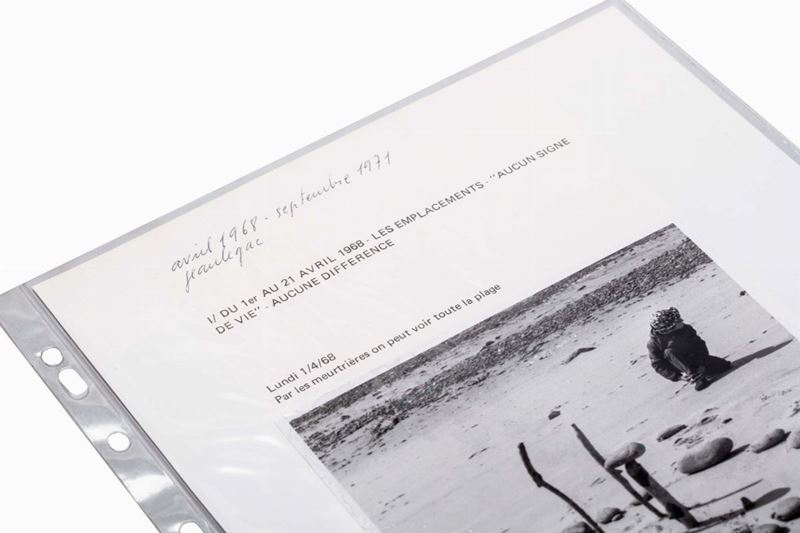 avril 1968 - septembre 1971
I/ DU 1er AU 21 AVRIL 1968 - LES EMPLACEMENTS - "AUCUN SIGNE
DE VIE" - AUCUNE DIFFERENCE
Lundi 1/4/68
Par les meurtrières on peut voir toute la plage